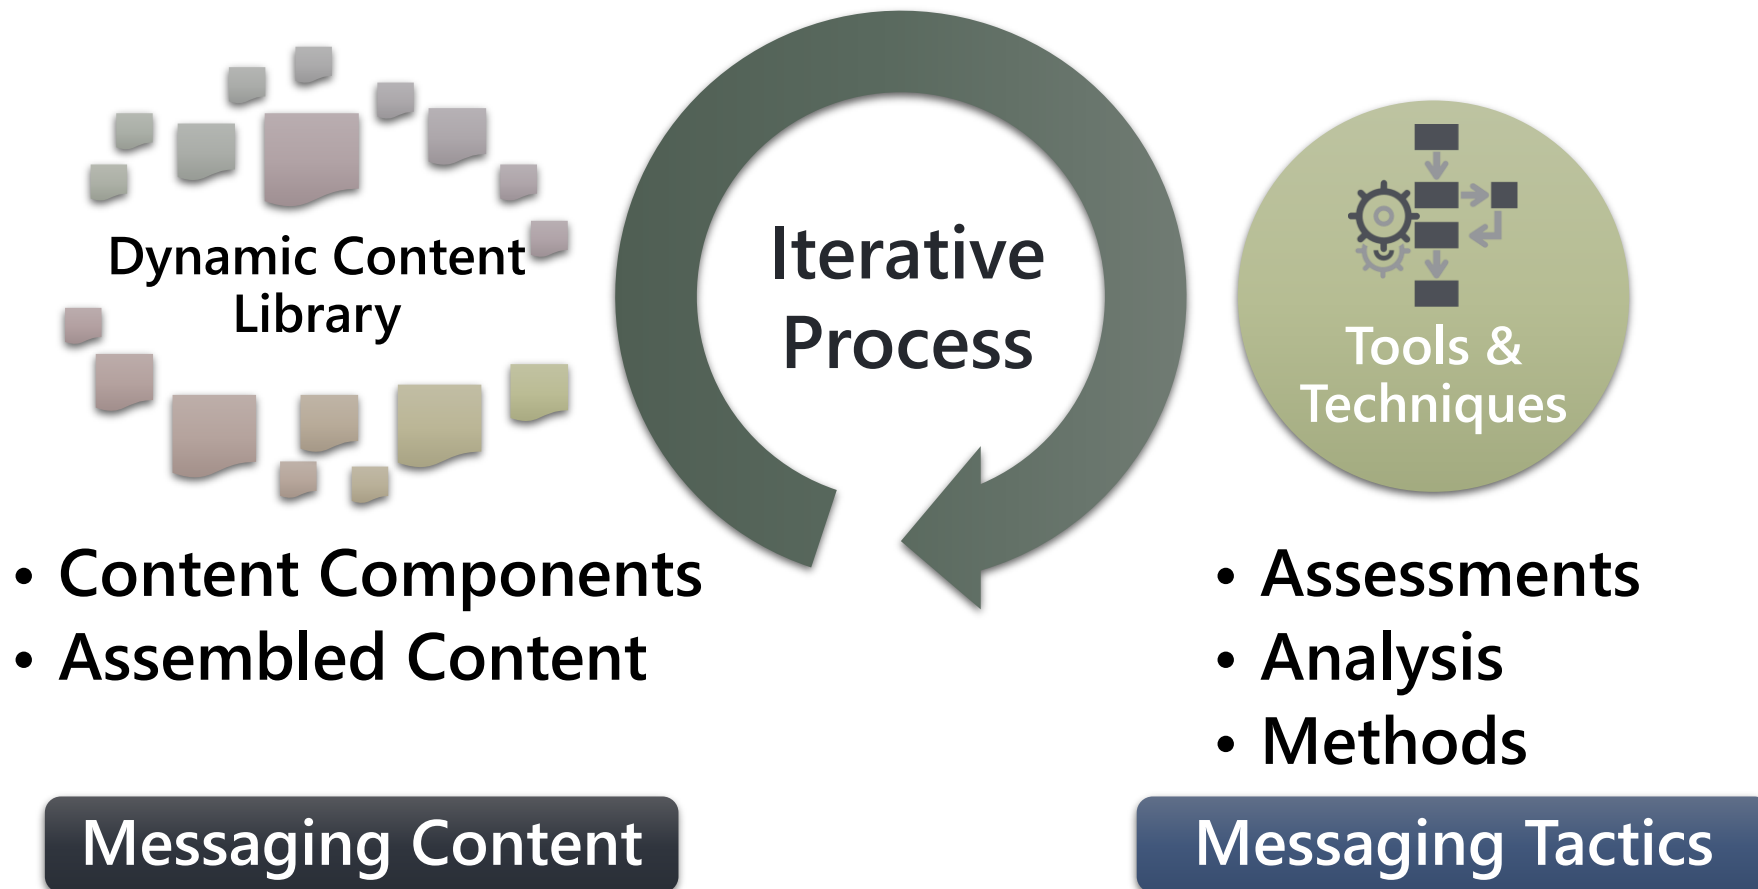 Dynamic Content
Library
Iterative
Process
Tools &
Techniques
• Content Components
• Assembled Content
• Assessments
• Analysis
• Methods
Messaging Content
Messaging Tactics